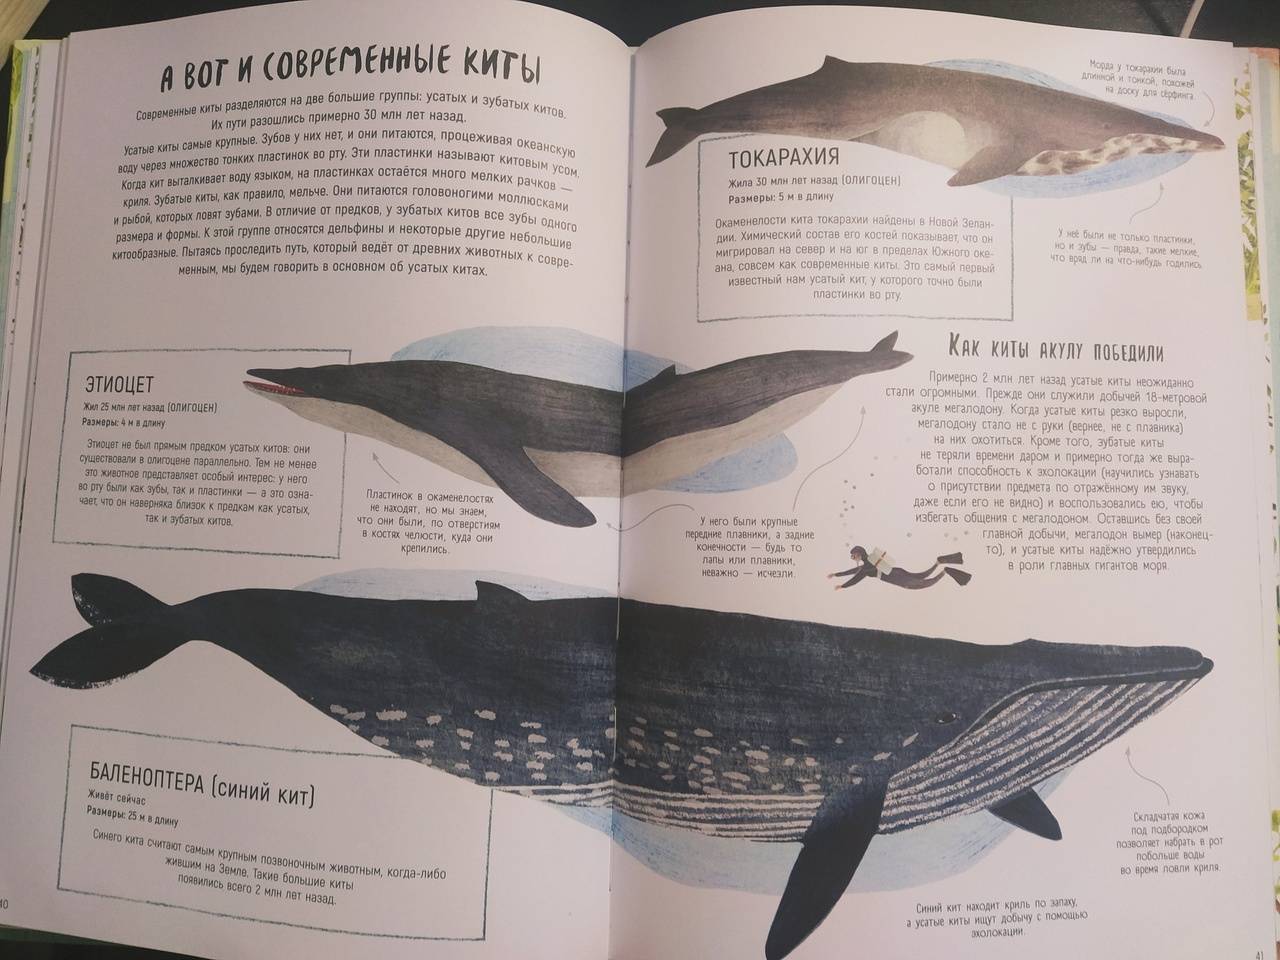 А ВОТ И СОВРЕМЕННЫЕ КИТЫ
Современные киты разделяются на две большие группы: усатых и зубатых китов.
Их пути разошлись примерно 30 млн лет назад.
Усатые киты самые крупные. Зубов у них нет, и они питаются, процеживая океанскую
воду через множество тонких пластинок во рту. Эти пластинки называют китовым усом.
Когда кит выталкивает воду языком, на пластинках остаётся много мелких рачков —
криля. Зубатые киты, как правило, мельче. Они питаются головоногими моллюсками
и рыбой, которых ловят зубами. В отличие от предков, у зубатых китов все зубы одного
размера и формы. К этой группе относятся дельфины и некоторые другие небольшие
китообразные. Пытаясь проследить путь, который ведёт от древних животных к совре-
менным, мы будем говорить в основном об усатых китах.
ЭТИОЦЕТ
Жил 25 млн лет назад (ОЛИГОЦЕН)
Размеры: 4 м в длину
Этиоцет не был прямым предком усатых китов: они
существовали в олигоцене параллельно. Тем не менее
это животное представляет особый интерес: у него
во рту были как зубы, так и пластинки — а это озна-
чает, что он наверняка близок к предкам как усатых,
так и зубатых китов.
Пластинок в окаменелостях
не находят, но мы знаем,
что они были, по отверстиям
в костях челюсти, куда они
крепились.
БАЛЕНОПТЕРА (СИНИЙ КИТ)
Живёт сейчас
Размеры: 25 м в длину
Синего кита считают самым крупным позвоночным животным, когда-либо
жившим на Земле. Такие большие киты
появились всего 2 млн лет назад.
40
Морда у токарахии была
длинной и тонкой, похожей
на доску для сёрфинга.
ТОКАРАХИЯ
Жила 30 млн лет назад (ОЛИГОЦЕН)
Размеры: 5 м в длину
Окаменелости кита токарахии найдены в Новой Зелан-
дии. Химический состав его костей показывает, что он
мигрировал на север и на юг в пределах Южного оке-
ана, совсем как современные киты. Это самый первый
известный нам усатый кит, у которого точно были
пластинки во рту.
У неё были не только пластинки,
но и зубы — правда, такие мелкие,
что вряд ли на что-нибудь годились.
КАК КИТЫ АКУЛУ ПОБЕДИЛИ
Примерно 2 млн лет назад усатые киты неожиданно
стали огромными. Прежде они служили добычей 18-метровой
акуле мегалодону. Когда усатые киты резко выросли,
мегалодону стало не с руки (вернее, не с плавника)
на них охотиться. Кроме того, зубатые киты
не теряли времени даром и примерно тогда же выра-
ботали способность к эхолокации (научились узнавать
о присутствии предмета по отражённому им звуку,
даже если его не видно) и воспользовались ею, чтобы
избегать общения с мегалодоном. Оставшись без своей
главной добычи, мегалодон вымер (наконец-
то), и усатые киты надёжно утвердились
в роли главных гигантов моря.
У него были крупные
передние плавники, а задние
конечности — будь то
лапы или плавники,
неважно — исчезли.
Складчатая кожа
под подбородком
позволяет набрать в рот
побольше воды
во время ловли криля.
Синий кит находит криль по запаху,
а усатые киты ищут добычу с помощью
эхолокации.
41